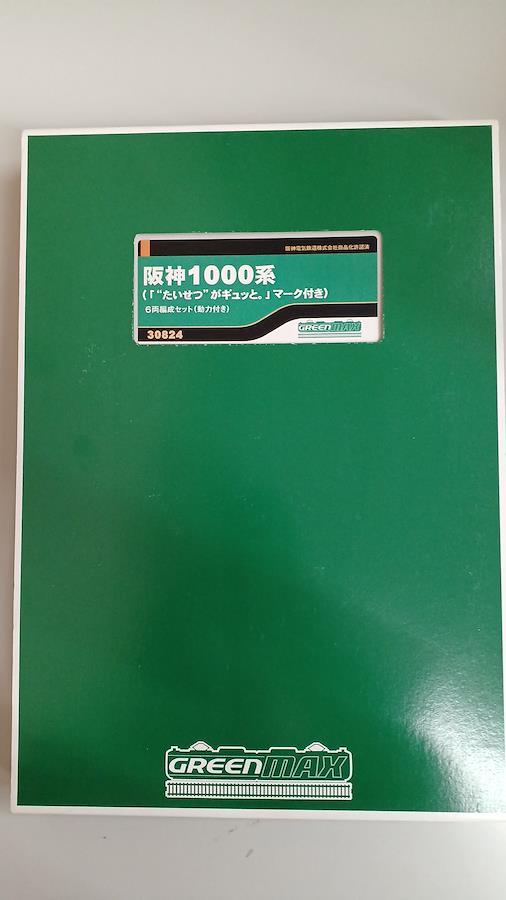 阪神電気鉄道株式会社商品化許諾済
阪神1000系
(「“たいせつ”がギュッと。」マーク付き)
6両編成セット(動力付き)
30824
GREENMAX
GREENMAX